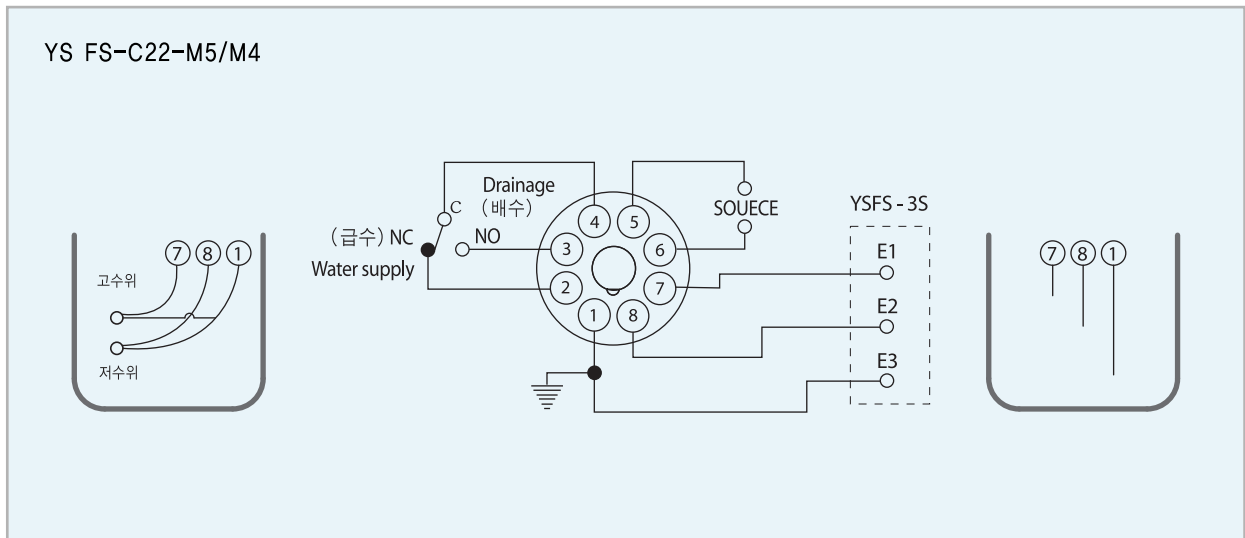 YS FS-C22-M5/M4
7 8 1
고수위
저수위
C
Drainage
(배수)
(급수) NC
NO
Water supply
4 5
3 6
2 7
1 8
SOUECE
YSFS - 3S
E1
E2
E3
7 8 1